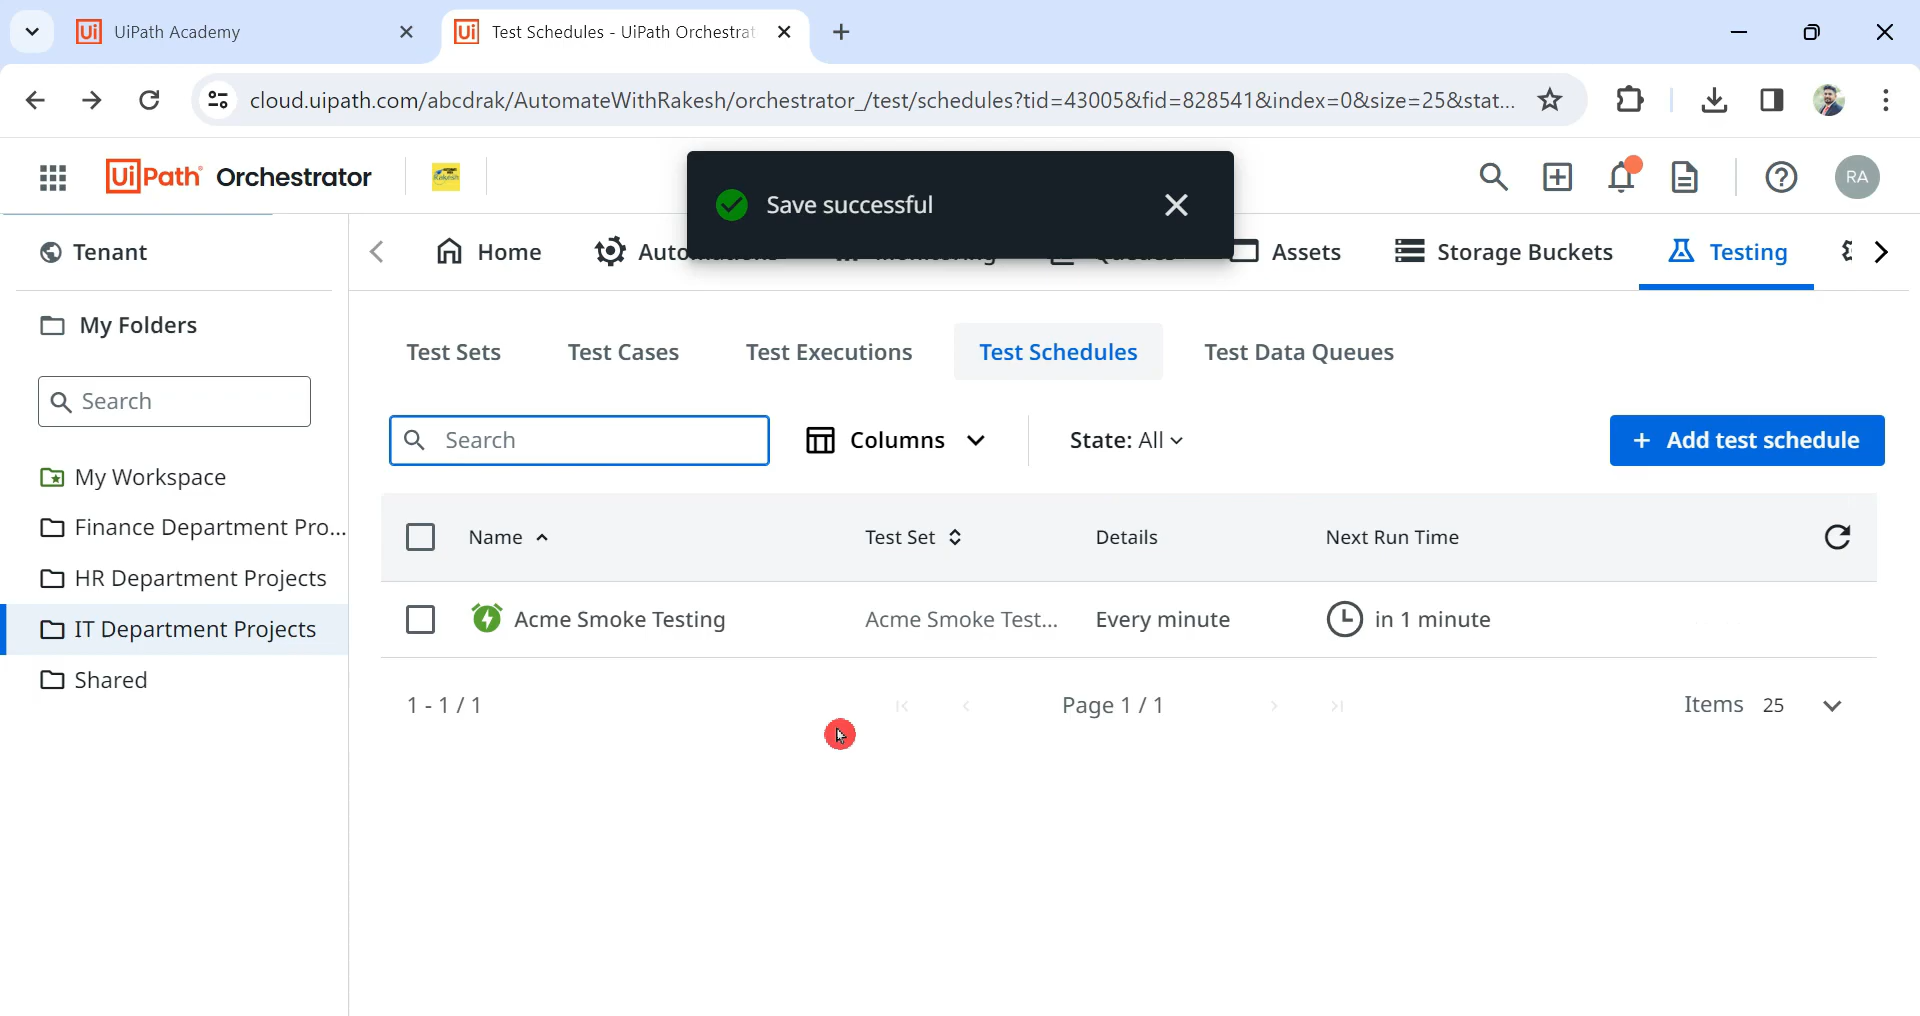 UiPath Academy
Test Schedules - UiPath Orchestrat
cloud.uipath.com/abcdrak/AutomateWithRakesh/orchestrator_/test/schedules?tid=43005&fid=828541&index=0&size=25&stat...
UiPath Orchestrator
RA
Save successful
Tenant
Home
Assets
Storage Buckets
Testing
My Folders
Search
My Workspace
Finance Department Pro...
HR Department Projects
IT Department Projects
Shared
Test Sets
Test Cases
Test Executions
Test Schedules
Test Data Queues
Search
Columns
State: All
+ Add test schedule
Name
Test Set
Details
Next Run Time
Acme Smoke Testing
Acme Smoke Test...
Every minute
in 1 minute
1 - 1 / 1
Page 1 / 1
Items 25